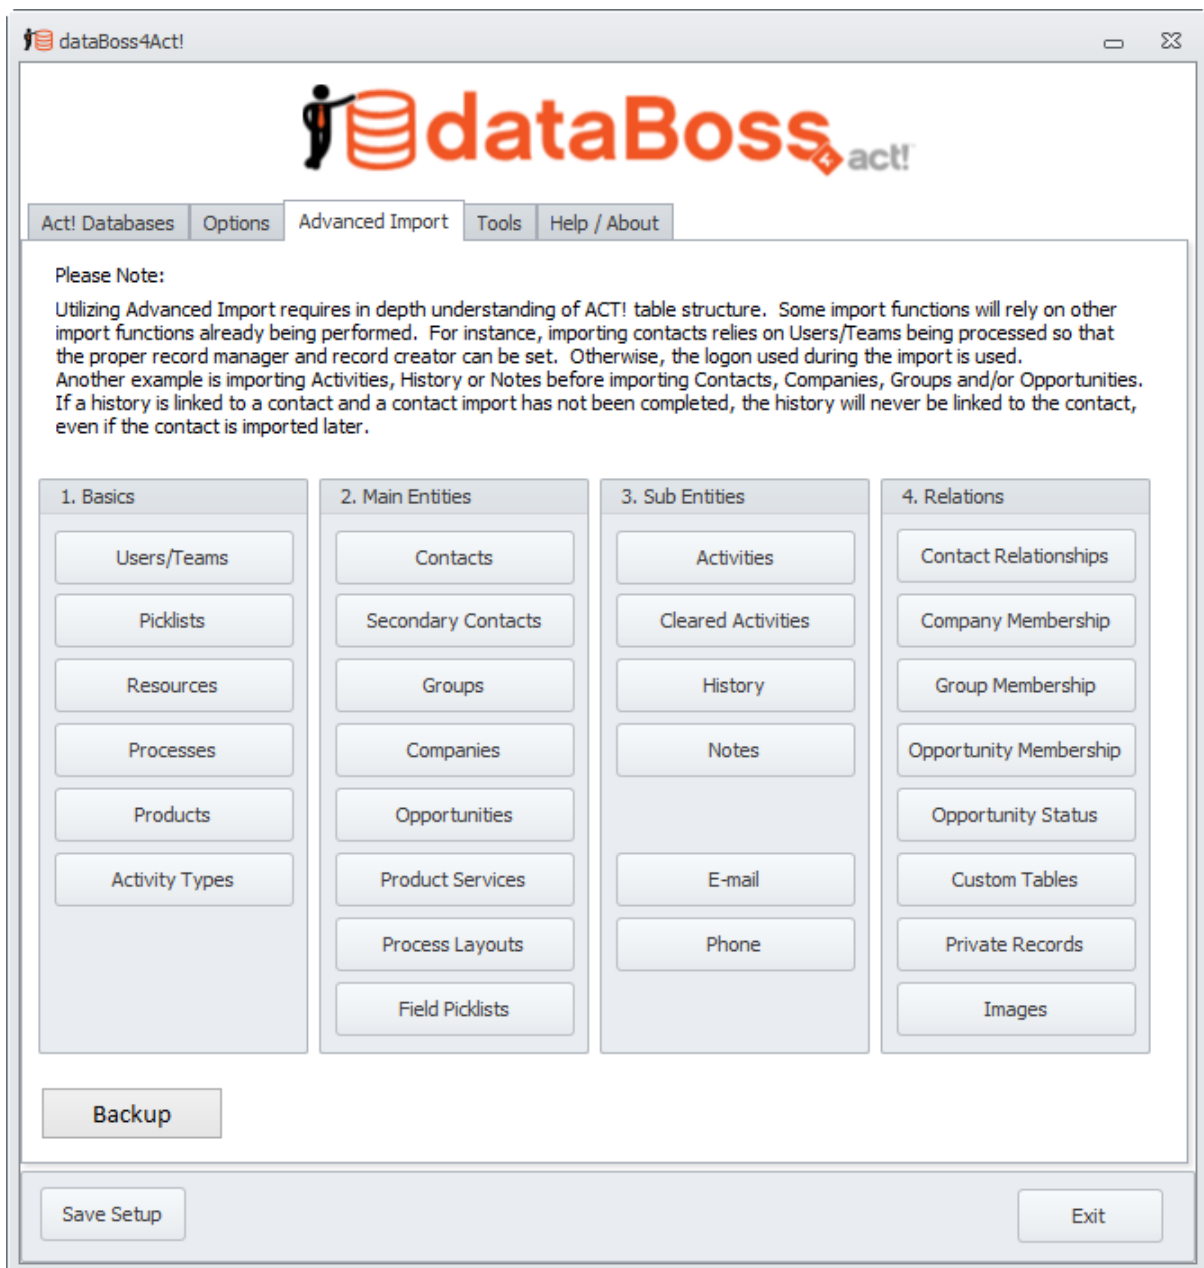 dataBoss4Act!
dataBoss 4 act!
Act! Databases
Options
Advanced Import
Tools
Help / About
Please Note:
Utilizing Advanced Import requires in depth understanding of ACT! table structure.  Some import functions will rely on other
import functions already being performed.  For instance, importing contacts relies on Users/Teams being processed so that
the proper record manager and record creator can be set.  Otherwise, the logon used during the import is used.
Another example is importing Activities, History or Notes before importing Contacts, Companies, Groups and/or Opportunities.
If a history is linked to a contact and a contact import has not been completed, the history will never be linked to the contact,
even if the contact is imported later.
1. Basics
Users/Teams
Picklists
Resources
Processes
Products
Activity Types
2. Main Entities
Contacts
Secondary Contacts
Groups
Companies
Opportunities
Product Services
Process Layouts
Field Picklists
3. Sub Entities
Activities
Cleared Activities
History
Notes
E-mail
Phone
4. Relations
Contact Relationships
Company Membership
Group Membership
Opportunity Membership
Opportunity Status
Custom Tables
Private Records
Images
Backup
Save Setup
Exit